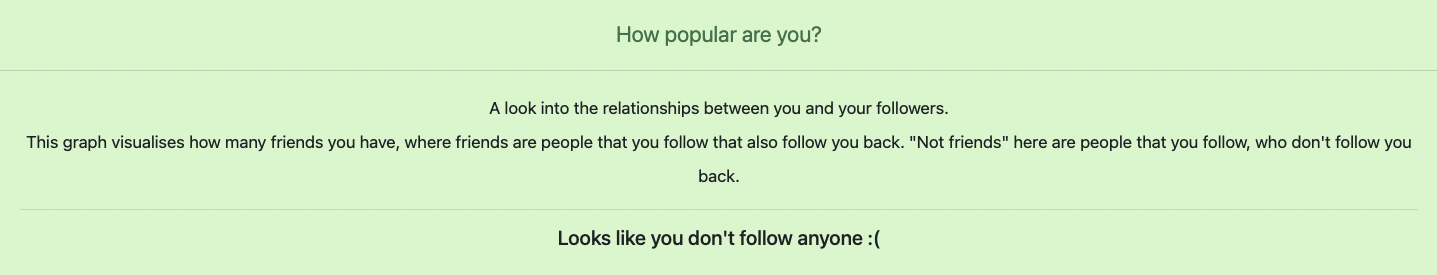 How popular are you?
A look into the relationships between you and your followers.
This graph visualises how many friends you have, where friends are people that you follow that also follow you back. "Not friends" here are people that you follow, who don't follow you
back.
Looks like you don't follow anyone :(